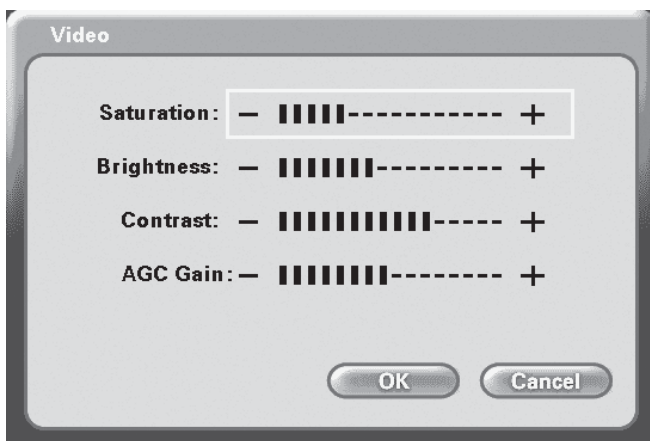 Video
Saturation: – +
Brightness: – +
Contrast: – +
AGC Gain: – +
OK Cancel